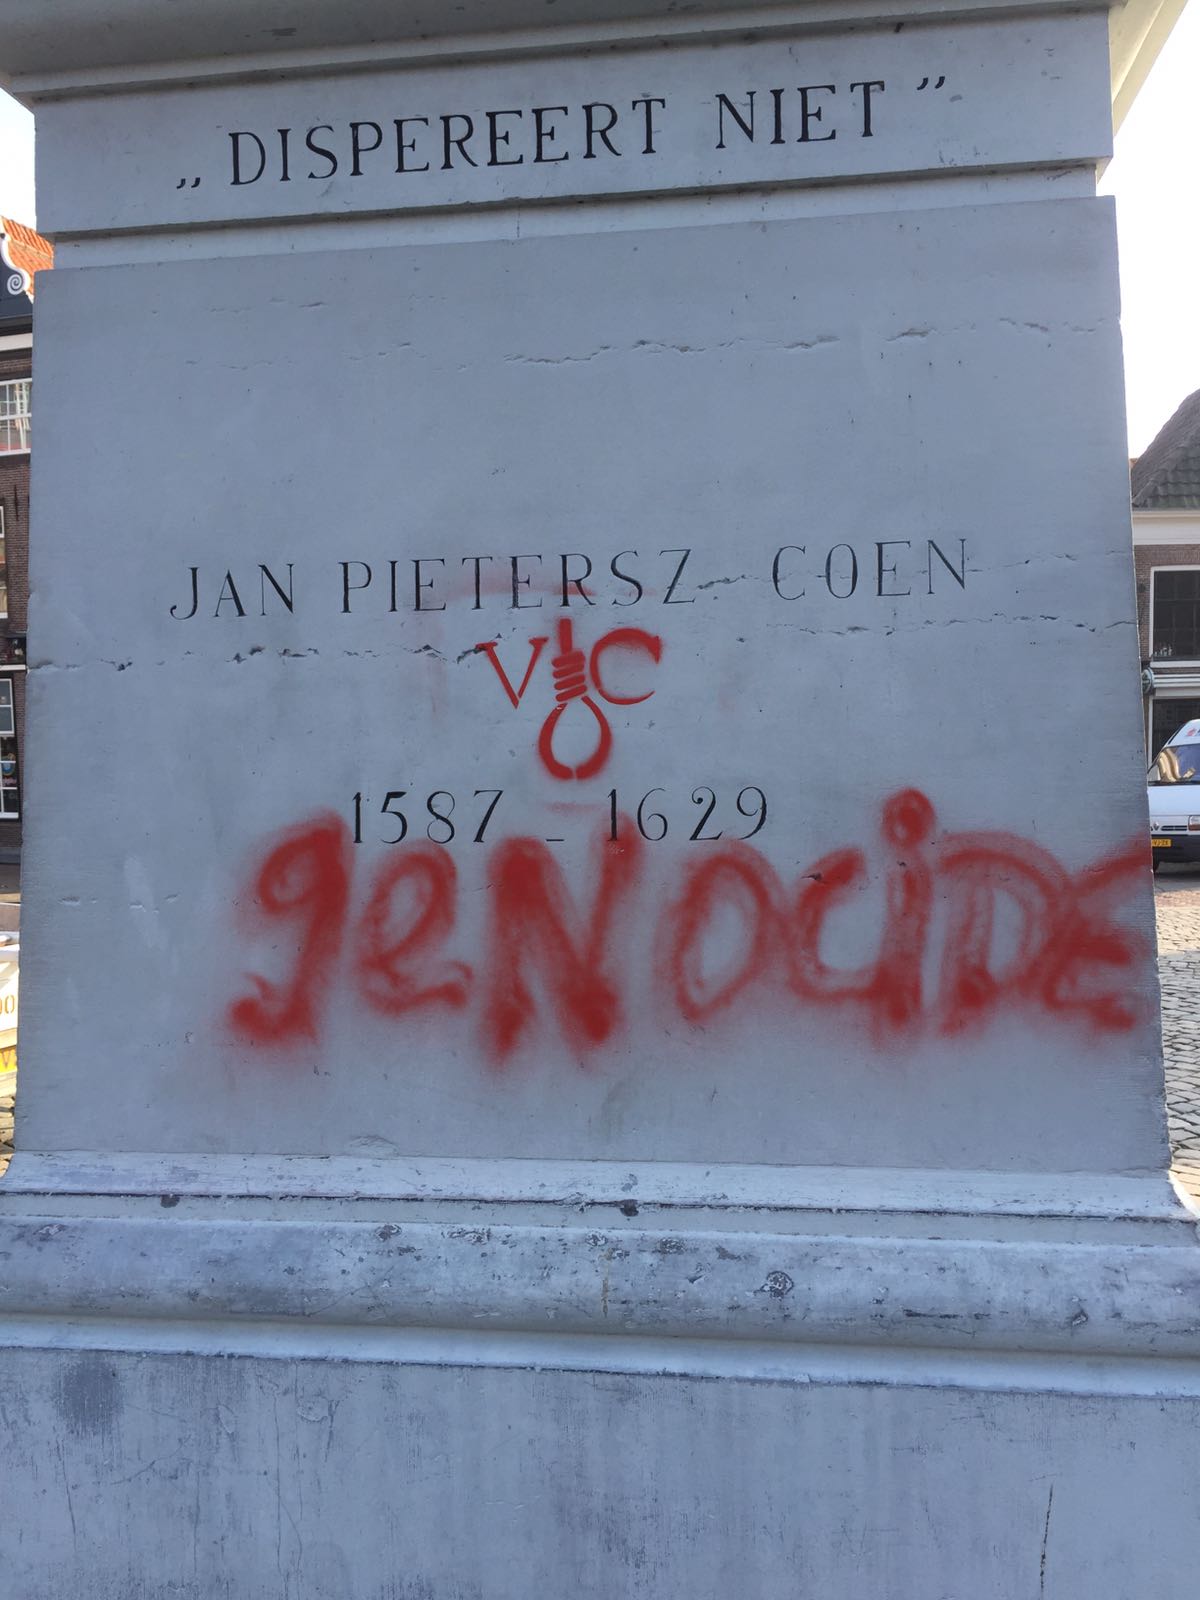 „DISPEREERT NIET”
JAN PIETERSZ. COEN
VOC
1587 - 1629
geNOCiDE